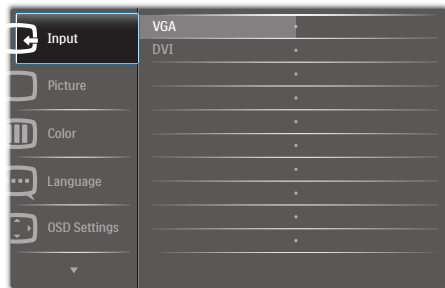 Input
VGA
DVI
Picture
Color
Language
OSD Settings